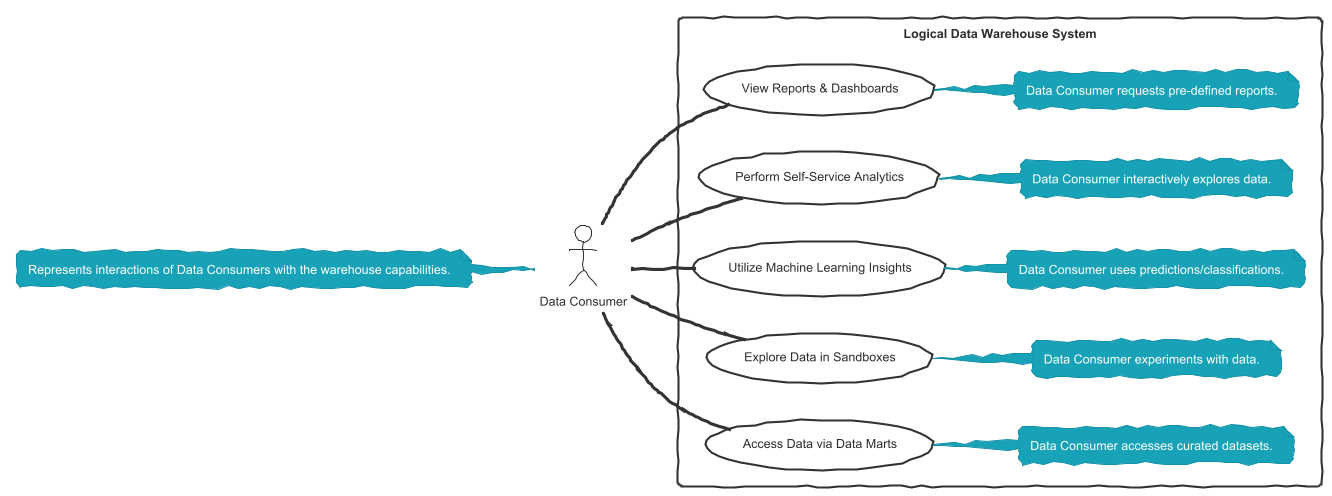 Logical Data Warehouse System
View Reports & Dashboards
Data Consumer requests pre-defined reports.
Perform Self-Service Analytics
Data Consumer interactively explores data.
Represents interactions of Data Consumers with the warehouse capabilities.
Data Consumer
Utilize Machine Learning Insights
Data Consumer uses predictions/classifications.
Explore Data in Sandboxes
Data Consumer experiments with data.
Access Data via Data Marts
Data Consumer accesses curated datasets.